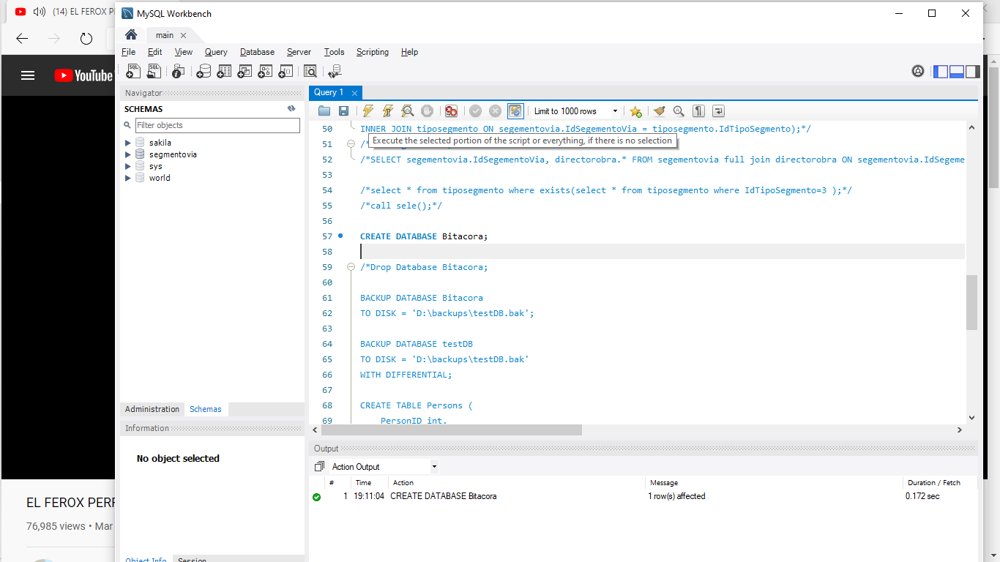 (14) EL FEROX PE
MySQL Workbench
main
File Edit View Query Database Server Tools Scripting Help
YouTube
Navigator
SCHEMAS
Filter objects
sakila
segmentovia
sys
world
Administration Schemas
Information
No object selected
Object Info Session
Query 1
Limit to 1000 rows
50 INNER JOIN tiposegmento ON segementovia.IdSegementoVia = tiposegmento.IdTipoSegmento);*/
Execute the selected portion of the script or everything, if there is no selection
51 /*
52 /*SELECT segementovia.IdSegementoVia, directorobra.* FROM segementovia full join directorobra ON segementovia.IdSegeme
53
54 /*select * from tiposegmento where exists(select * from tiposegmento where IdTipoSegmento=3 );*/
55 /*call sele();*/
56
57 CREATE DATABASE Bitacora;
58
59 /*Drop Database Bitacora;
60
61 BACKUP DATABASE Bitacora
62 TO DISK = 'D:\backups\testDB.bak';
63
64 BACKUP DATABASE testDB
65 TO DISK = 'D:\backups\testDB.bak'
66 WITH DIFFERENTIAL;
67
68 CREATE TABLE Persons (
69 PersonID int,
Output
Action Output
# Time Action Message Duration / Fetch
1 19:11:04 CREATE DATABASE Bitacora 1 row(s) affected 0.172 sec
EL FEROX PERF
76,985 views • Mar